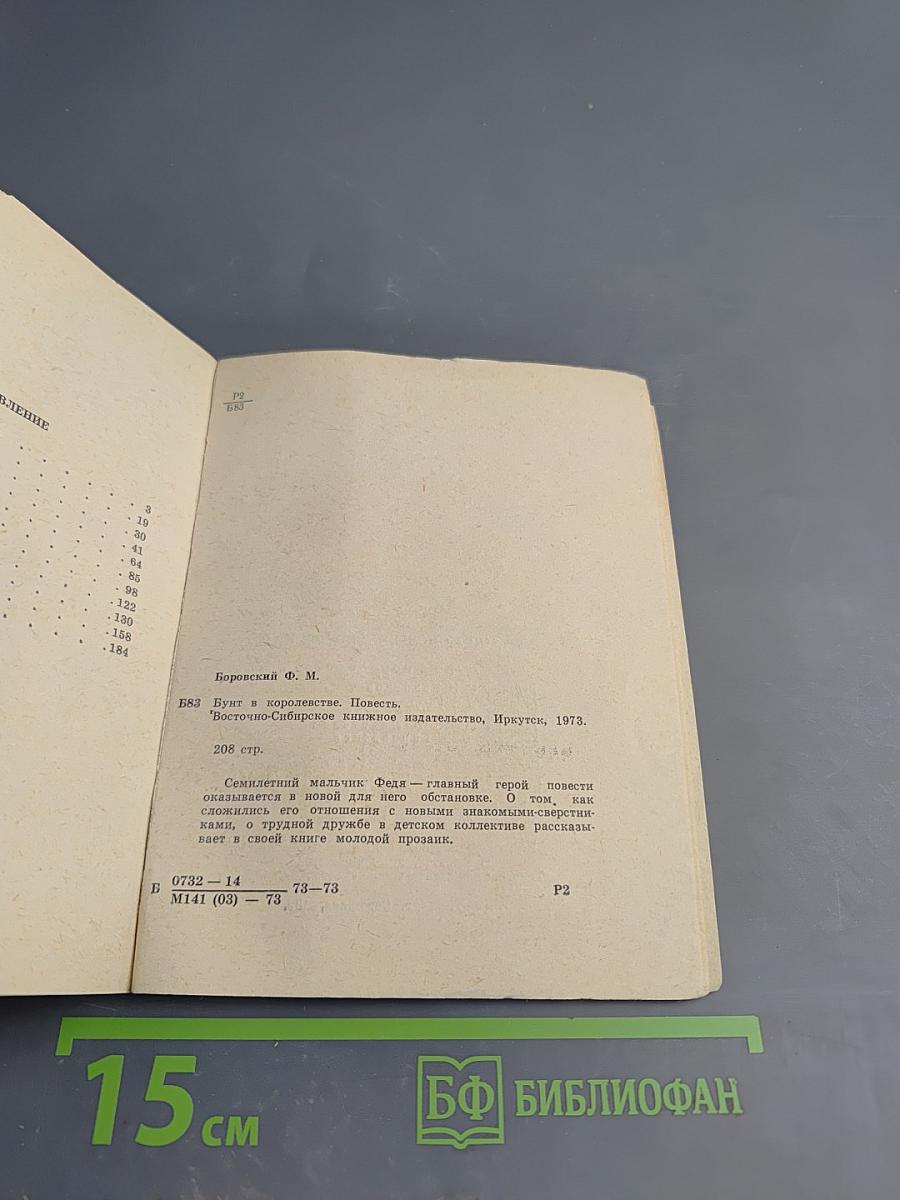 ВЛЕНИЕ
3
19
30
41
64
85
98
122
130
158
184
Р2
Б83
Боровский Ф. М.
Б83 Бунт в королевстве. Повесть.
Восточно-Сибирское книжное издательство, Иркутск, 1973.
208 стр.
Семилетний мальчик Федя — главный герой повести
оказывается в новой для него обстановке. О том, как
сложились его отношения с новыми знакомыми-сверстни-
ками, о трудной дружбе в детском коллективе рассказы-
вает в своей книге молодой прозаик.
Б 0732 — 14 73—73 Р2
М141 (03) — 73
15 см
БФ БИБЛИОФАН